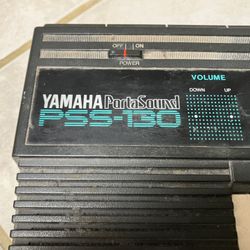 OFF ON
POWER
VOLUME
DOWN UP
YAMAHA PortaSound
PSS-130